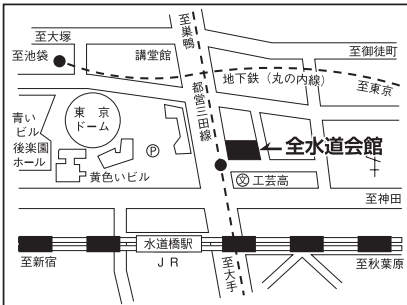 至大塚
至巣鴨
至池袋
講堂館
至御徒町
地下鉄（丸の内線）
至東京
都営三田線
青い
ビル
東京
ドーム
後楽園
ホール
Ⓟ
黄色いビル
全水道会館
文 工芸高
至神田
水道橋駅
JR
至新宿
至大手
至秋葉原